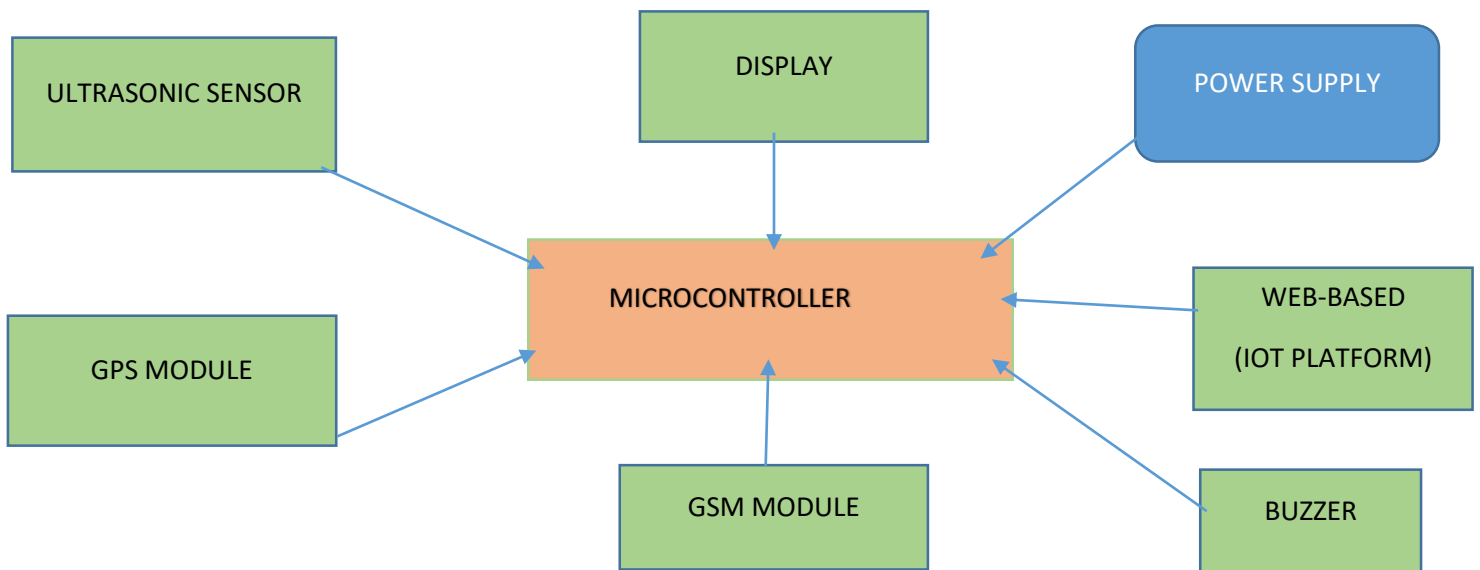 ULTRASONIC SENSOR
DISPLAY
POWER SUPPLY
MICROCONTROLLER
WEB-BASED
(IOT PLATFORM)
GPS MODULE
GSM MODULE
BUZZER